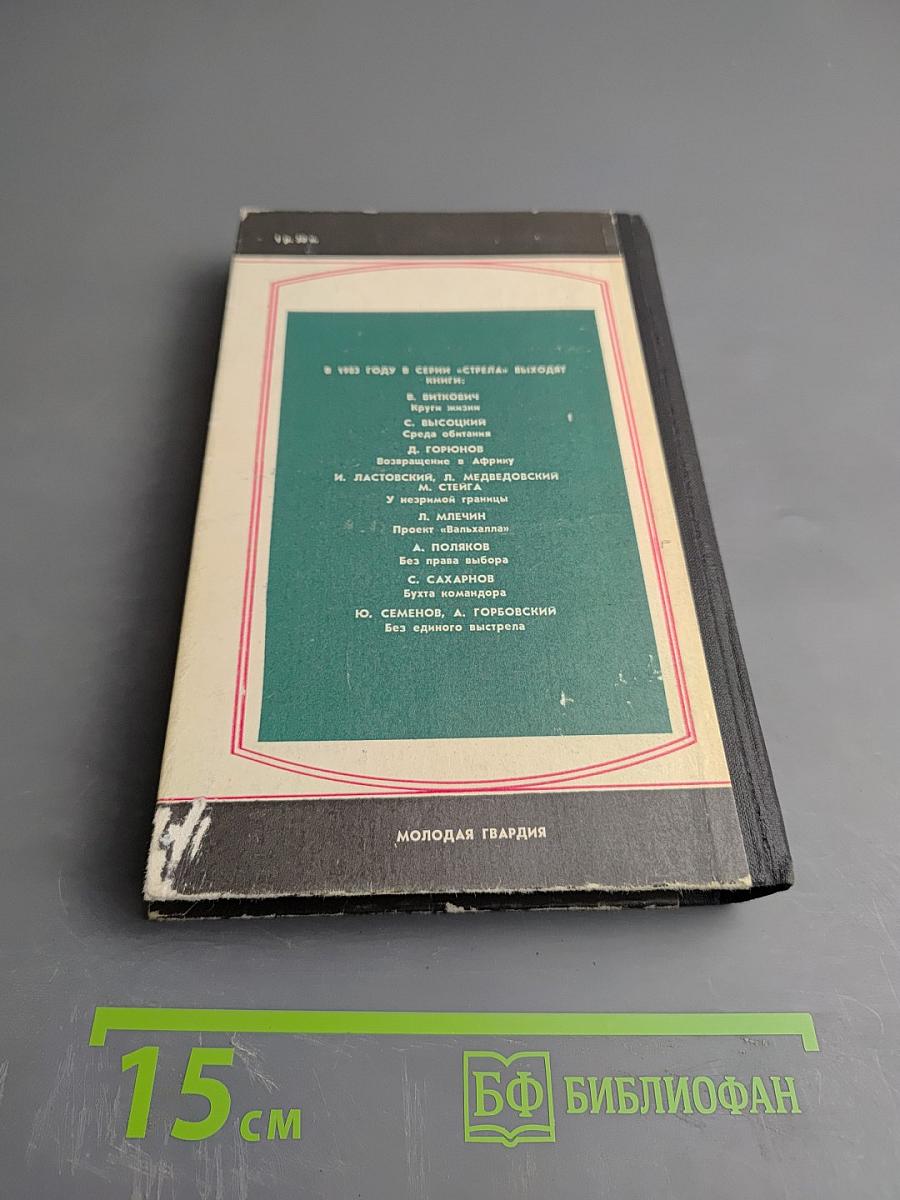 В 1983 ГОДУ В СЕРИИ «СТРЕЛА» ВЫХОДЯТ
КНИГИ:
В. ВИТКОВИЧ
Круги жизни
С. ВЫСОЦКИЙ
Среда обитания
Д. ГОРЮНОВ
Возвращение в Африку
И. ЛАСТОВСКИЙ, Л. МЕДВЕДОВСКИЙ
М. СТЕЙГА
У незримой границы
Л. МЛЕЧИН
Проект «Вальхалла»
А. ПОЛЯКОВ
Без права выбора
С. САХАРНОВ
Бухта командора
Ю. СЕМЕНОВ, А. ГОРБОВСКИЙ
Без единого выстрела
МОЛОДАЯ ГВАРДИЯ
15 см
БФ БИБЛИОФАН